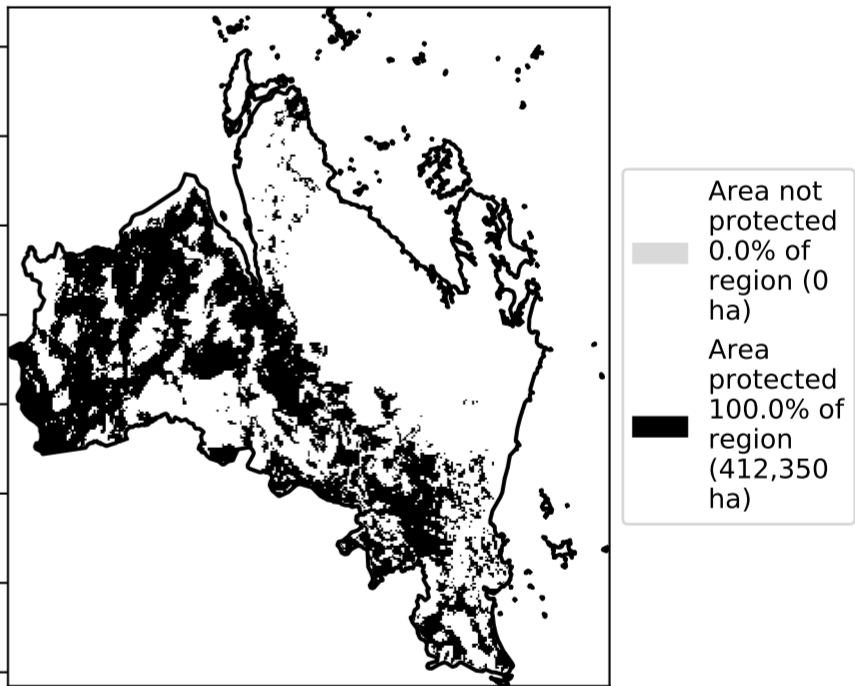 Area not
protected
0.0% of
region (0
ha)
Area
protected
100.0% of
region
(412,350
ha)